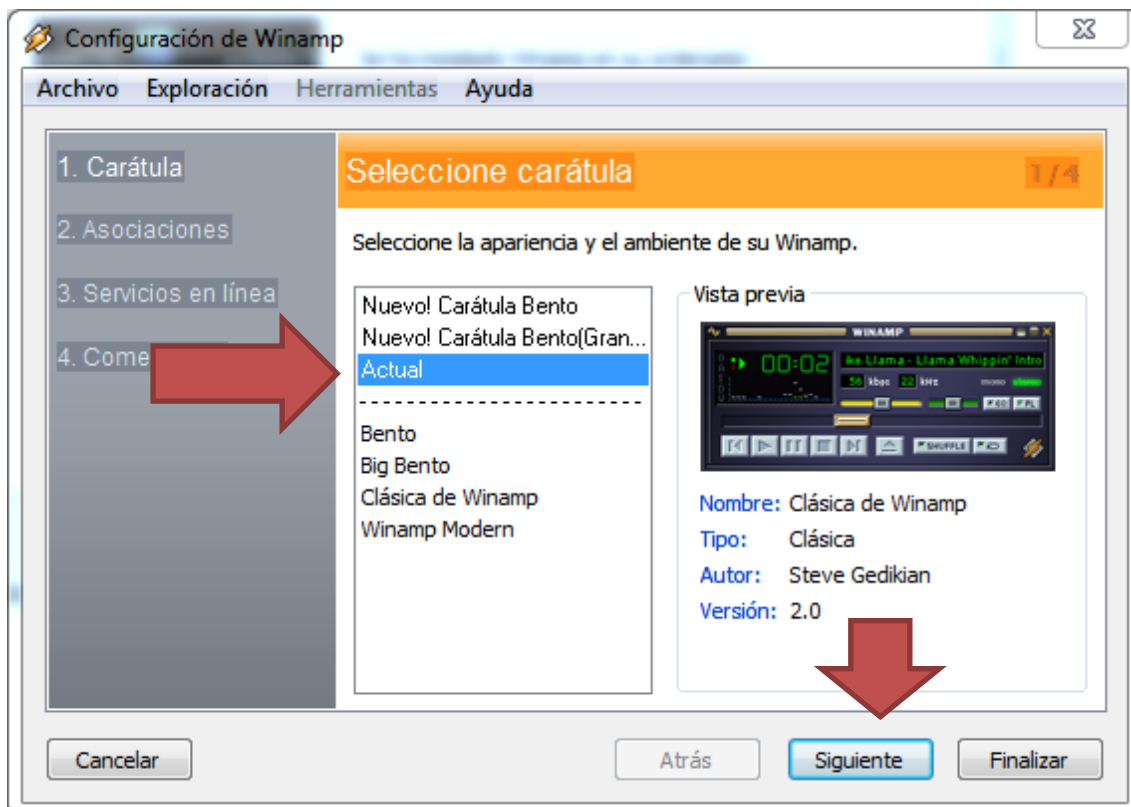 Configuración de Winamp
Archivo Exploración Herramientas Ayuda
1. Carátula
2. Asociaciones
3. Servicios en línea
4. Come
Seleccione carátula
1/4
Seleccione la apariencia y el ambiente de su Winamp.
Nuevo! Carátula Bento
Nuevo! Carátula Bento(Gran...
Actual
Bento
Big Bento
Clásica de Winamp
Winamp Modern
Vista previa
WINAMP
00:02
ke Llama - Llama Whippin' Intro
56 kbps 22 kHz mono stereo
EQ PL
SHUFFLE
Nombre: Clásica de Winamp
Tipo: Clásica
Autor: Steve Gedikian
Versión: 2.0
Cancelar
Atrás
Siguiente
Finalizar